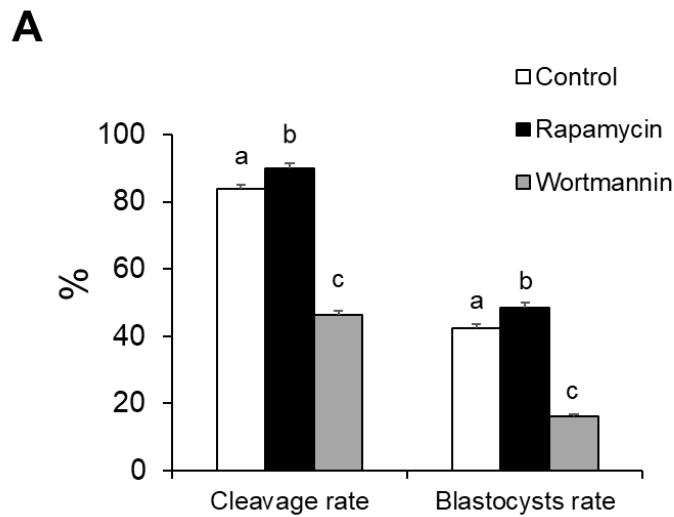 A
Control
Rapamycin
Wortmannin
%
100
80
60
40
20
0
a
b
c
a
b
c
Cleavage rate
Blastocysts rate